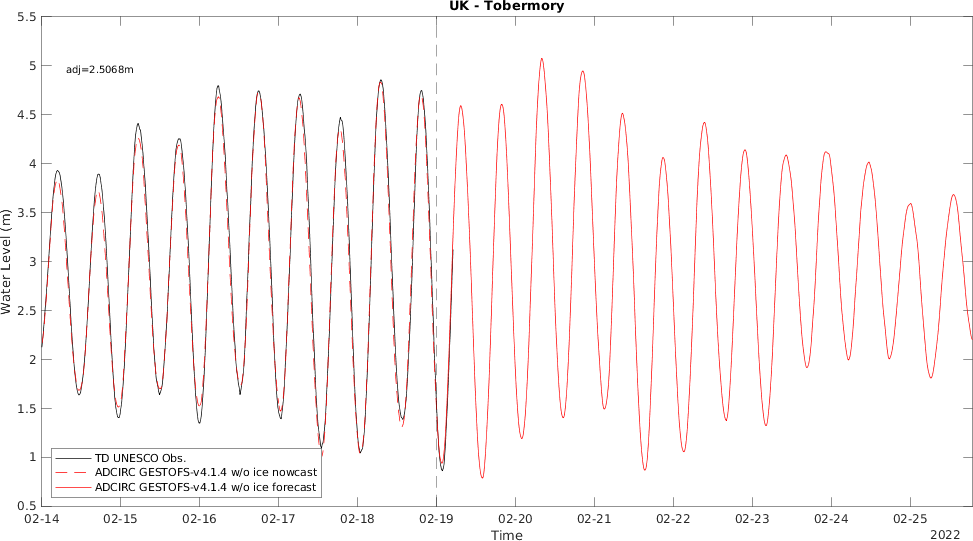 UK - Tobermory
5.5
5
4.5
4
3.5
3
2.5
2
1.5
1
0.5
adj=2.5068m
Water Level (m)
TD UNESCO Obs.
ADCIRC GESTOFS-v4.1.4 w/o ice nowcast
ADCIRC GESTOFS-v4.1.4 w/o ice forecast
02-14 02-15 02-16 02-17 02-18 02-19 02-20 02-21 02-22 02-23 02-24 02-25
Time
2022